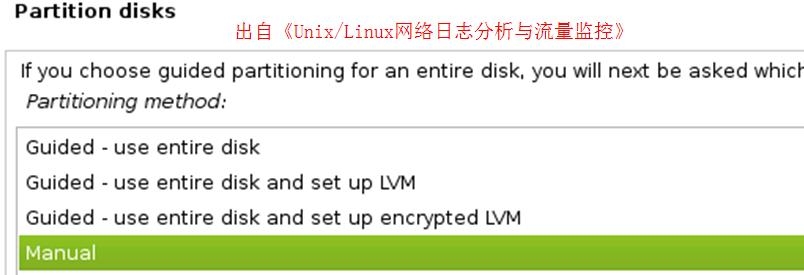 Partition disks
出自《Unix/Linux网络日志分析与流量监控》
If you choose guided partitioning for an entire disk, you will next be asked which
Partitioning method:
Guided - use entire disk
Guided - use entire disk and set up LVM
Guided - use entire disk and set up encrypted LVM
Manual